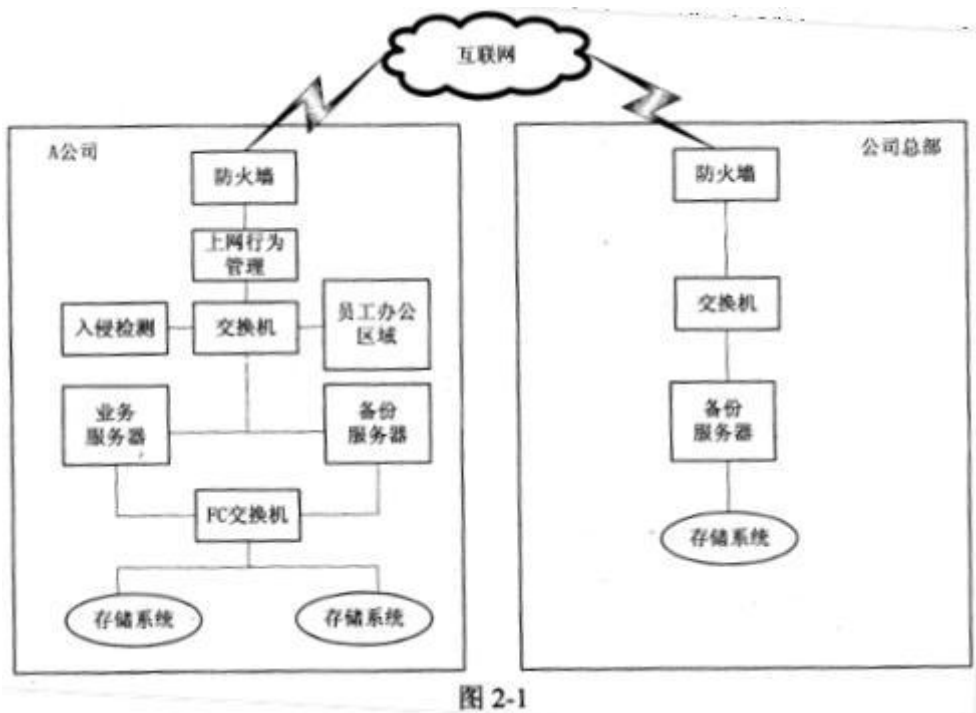 互联网
A公司
防火墙
上网行为
管理
入侵检测
交换机
员工办公
区域
业务
服务器
备份
服务器
FC交换机
存储系统
存储系统
公司总部
防火墙
交换机
备份
服务器
存储系统
图 2-1